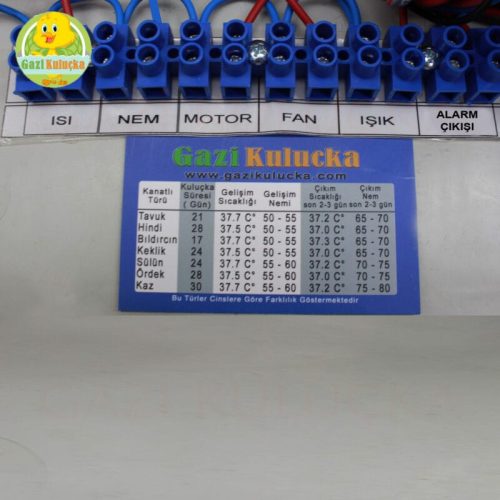 Gazi Kuluçka
ISI NEM MOTOR FAN IŞIK ALARM ÇIKIŞI
Gazi Kulucka
www.gazikulucka.com
Kanatlı Türü Kuluçka Süresi (Gün) Gelişim Sıcaklığı Gelişim Nemi Çıkım Sıcaklığı son 2-3 gün Çıkım Nem son 2-3 gün
Tavuk 21 37.7 C° 50 - 55 37.2 C° 65 - 70
Hindi 28 37.5 C° 50 - 55 37.0 C° 65 - 70
Bıldırcın 17 37.7 C° 50 - 55 37.3 C° 65 - 70
Keklik 24 37.5 C° 50 - 55 37.0 C° 65 - 70
Sülün 24 37.7 C° 55 - 60 37.2 C° 70 - 75
Ördek 28 37.5 C° 55 - 60 37.0 C° 70 - 75
Kaz 30 37.7 C° 55 - 60 37.2 C° 75 - 80
Bu Türler Cinslere Göre Farklılık Göstermektedir